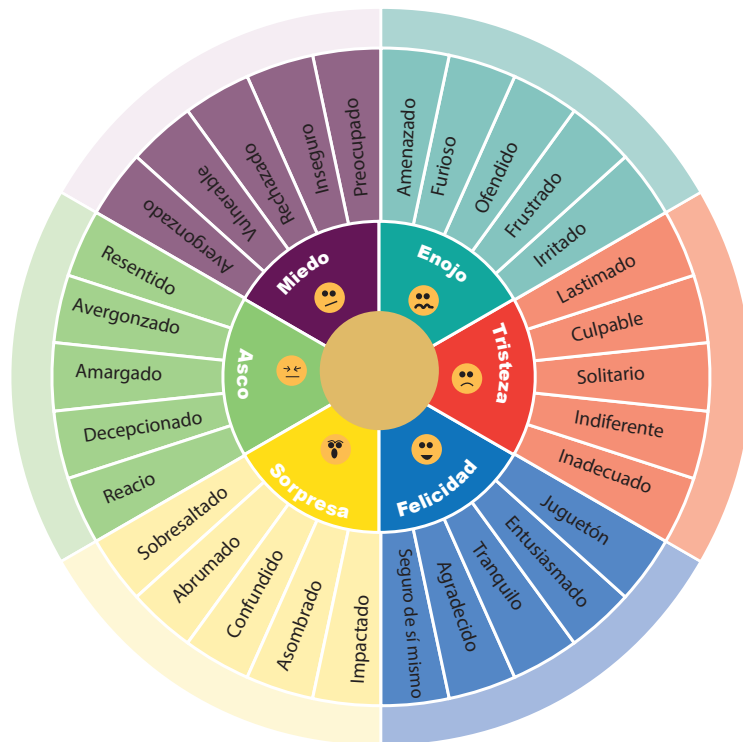 Enojo
Amenazado
Furioso
Ofendido
Frustrado
Irritado
Tristeza
Lastimado
Culpable
Solitario
Indiferente
Inadecuado
Felicidad
Juguetón
Entusiasmado
Tranquilo
Agradecido
Seguro de sí mismo
Sorpresa
Impactado
Asombrado
Confundido
Abrumado
Sobresaltado
Asco
Reacio
Decepcionado
Amargado
Avergonzado
Resentido
Miedo
Avergonzado
Vulnerable
Rechazado
Inseguro
Preocupado